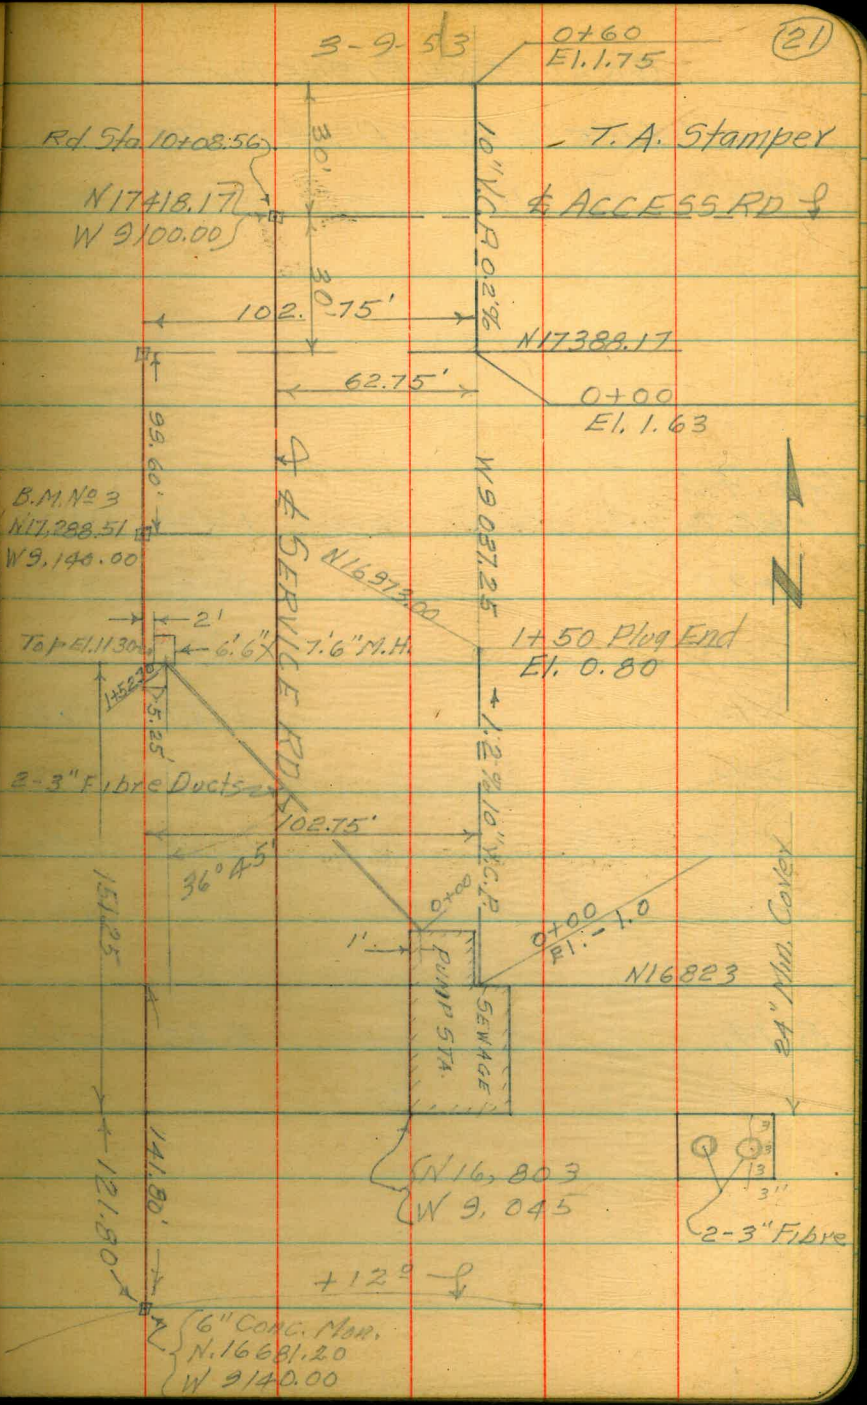 3-9-53
0+60
El. 1.75
21
Rd. Sta 10+08.56
30'
10" V.C.P. 0.2%
T. A. Stamper
N17418.17
W 9100.00
℄ ACCESS RD
30'
102.75'
N17388.17
62.75'
0+00
El. 1.63
99.60'
B.M. Nº 3
N17,288.51
W 9,140.00
℄ SERVICE RD
W 9037.25
N16973.00
N
2'
Top El. 11.30
6'.6" X 7'.6" M.H.
1+50 Plug End
El. 0.80
5.25'
1.2% 10" V.C.P.
2-3" Fibre Ducts
102.75'
36° 45'
151.25
0+00
0+00
El. -1.0
1'
PUMP STA.
SEWAGE
N16823
24" Min. Cover
141.80'
121.80
N 16,803
W 9,045
3
3
3
3"
2-3" Fibre
+12°
6" Conc. Mon.
N. 16681.20
W 9140.00